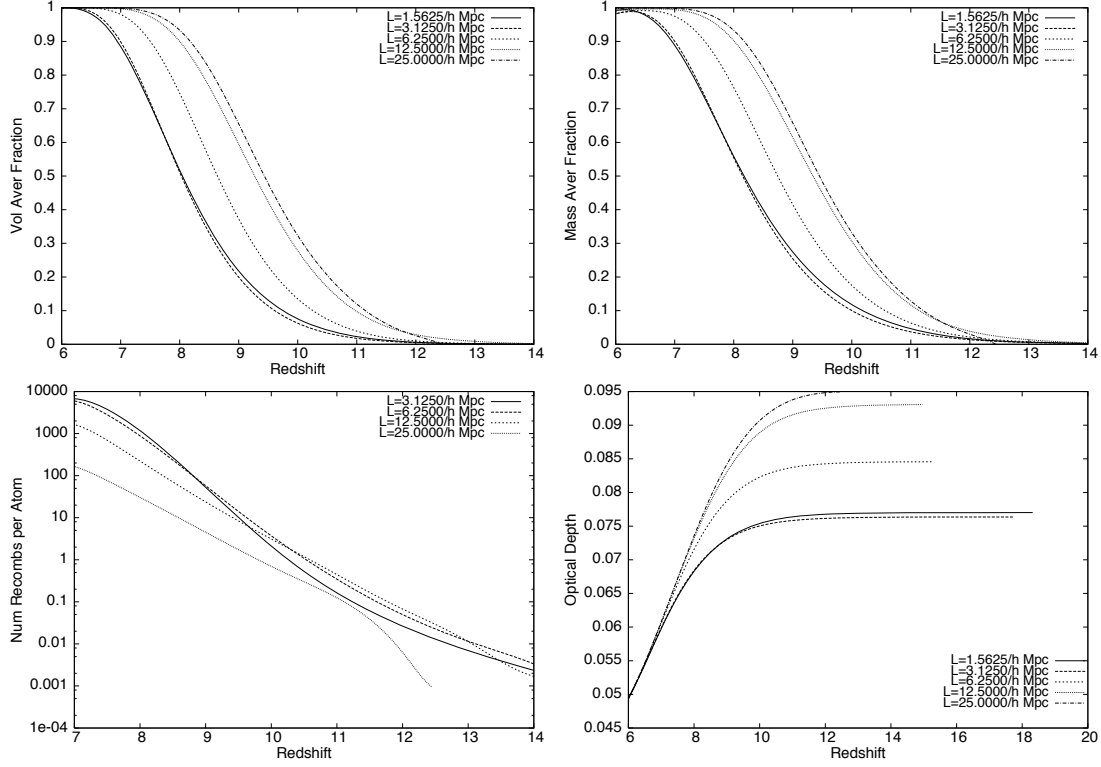 1
0.9
0.8
0.7
0.6
0.5
0.4
0.3
0.2
0.1
0
Vol Aver Fraction
L=1.5625/h Mpc
L=3.1250/h Mpc
L=6.2500/h Mpc
L=12.5000/h Mpc
L=25.0000/h Mpc
6 7 8 9 10 11 12 13 14
Redshift
1
0.9
0.8
0.7
0.6
0.5
0.4
0.3
0.2
0.1
0
Mass Aver Fraction
L=1.5625/h Mpc
L=3.1250/h Mpc
L=6.2500/h Mpc
L=12.5000/h Mpc
L=25.0000/h Mpc
6 7 8 9 10 11 12 13 14
Redshift
10000
1000
100
10
1
0.1
0.01
0.001
1e-04
Num Recombs per Atom
L=3.1250/h Mpc
L=6.2500/h Mpc
L=12.5000/h Mpc
L=25.0000/h Mpc
7 8 9 10 11 12 13 14
Redshift
0.095
0.09
0.085
0.08
0.075
0.07
0.065
0.06
0.055
0.05
0.045
Optical Depth
L=1.5625/h Mpc
L=3.1250/h Mpc
L=6.2500/h Mpc
L=12.5000/h Mpc
L=25.0000/h Mpc
6 8 10 12 14 16 18 20
Redshift